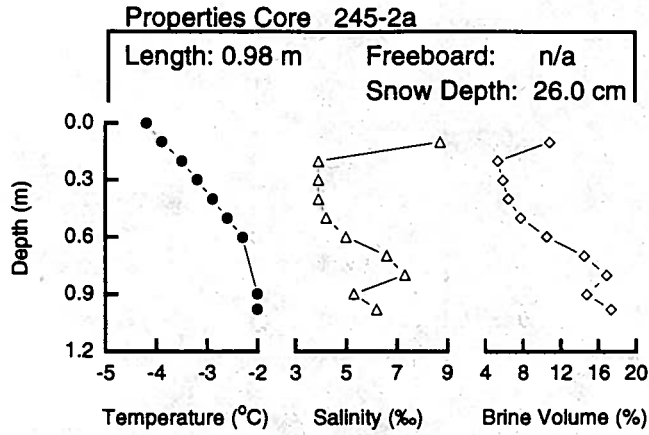 Properties Core 245-2a
Length: 0.98 m Freeboard: n/a
Snow Depth: 26.0 cm
0.0
0.3
0.6
0.9
1.2
Depth (m)
-5 -4 -3 -2 3 5 7 9 4 8 12 16 20
Temperature (°C) Salinity (‰) Brine Volume (%)